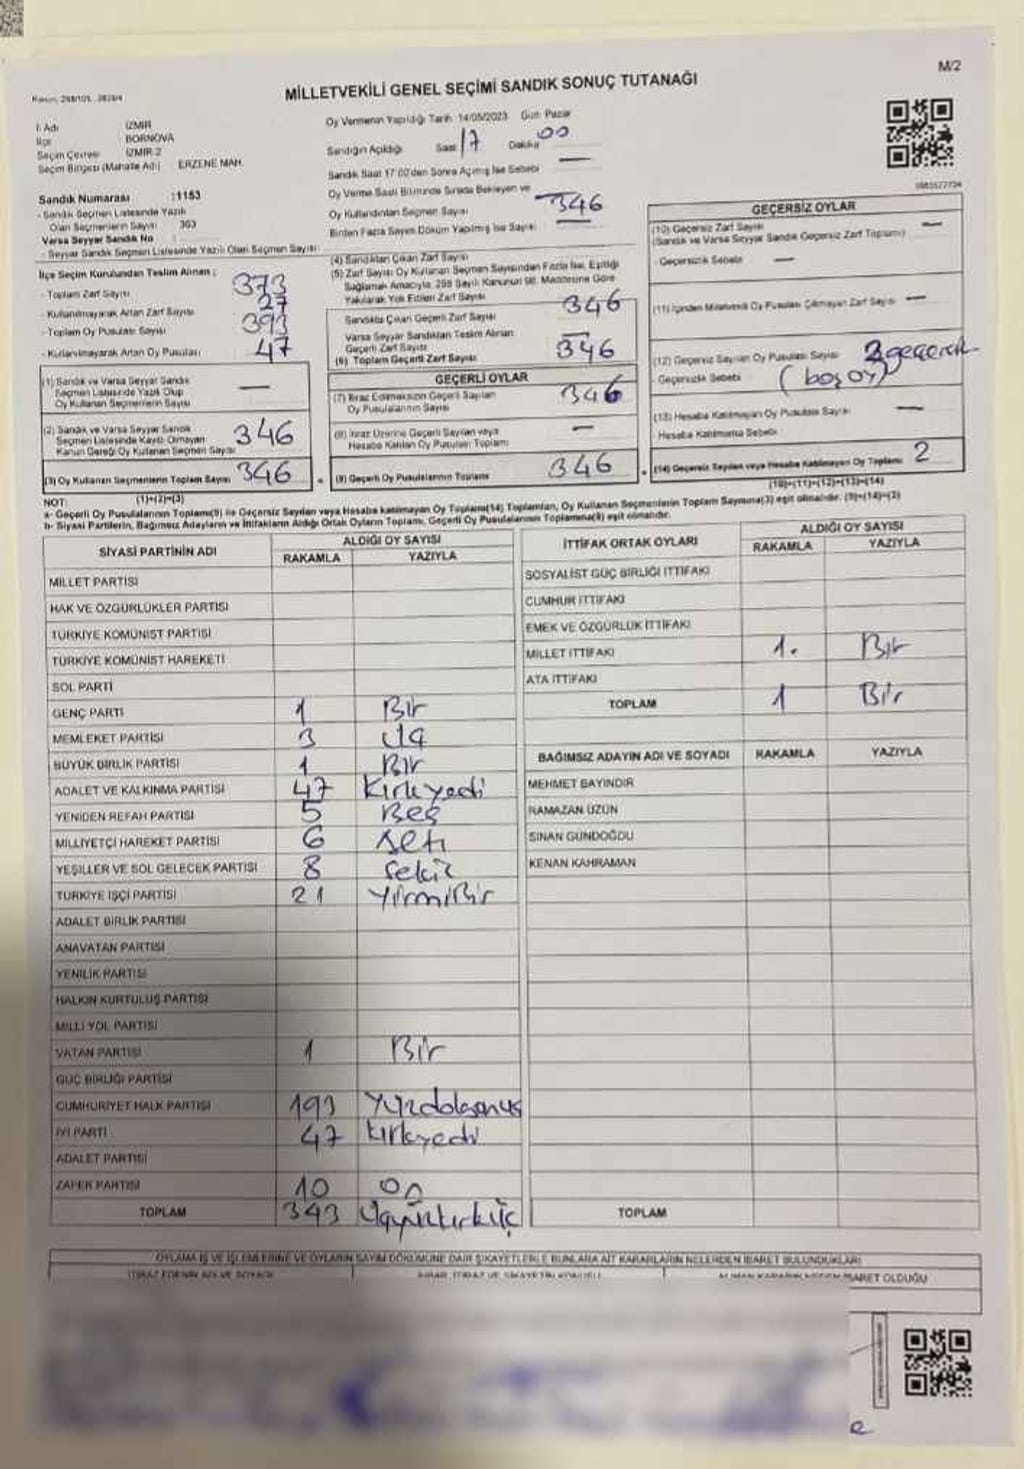 M/2
MİLLETVEKİLİ GENEL SEÇİMİ SANDIK SONUÇ TUTANAĞI
İl Adı İZMİR
İlçe BORNOVA
Seçim Çevresi İZMİR 2
Seçim Bölgesi (Mahalle Adı) ERZENE MAH.
Oy Vermenin Yapıldığı Tarih 14/05/2023 Gün: Pazar
Sandığın Açıldığı Saat 17 Dakika 00
Sandık Saat 17.00'den Sonra Açılmış İse Sebebi —
Oy Verme Saati Bitiminde Sırada Bekleyen ve
Oy Kullandırılan Seçmen Sayısı 346
Birden Fazla Sayım Döküm Yapılmış İse Sayısı —
Sandık Numarası :1153
- Sandık Seçmen Listesinde Yazılı
Olan Seçmenlerin Sayısı 363
Varsa Seyyar Sandık No :
- Seyyar Sandık Seçmen Listesinde Yazılı Olan Seçmen Sayısı
İlçe Seçim Kurulundan Teslim Alınan ;
- Toplam Zarf Sayısı 373
- Kullanılmayarak Artan Zarf Sayısı 27
- Toplam Oy Pusulası Sayısı 393
- Kullanılmayarak Artan Oy Pusulası 47
(1) Sandık ve Varsa Seyyar Sandık
Seçmen Listesinde Yazılı Olup
Oy Kullanan Seçmenlerin Sayısı —
(2) Sandık ve Varsa Seyyar Sandık
Seçmen Listesinde Kayıtlı Olmayan
Kanun Gereği Oy Kullanan Seçmen Sayısı 346
(3) Oy Kullanan Seçmenlerin Toplam Sayısı 346
(1)+(2)=(3)
(4) Sandıktan Çıkan Zarf Sayısı
(5) Zarf Sayısı Oy Kullanan Seçmen Sayısından Fazla İse, Eşitliği
Sağlamak Amacıyla, 298 Sayılı Kanunun 98. Maddesine Göre
Yakılarak Yok Edilen Zarf Sayısı
Sandıkta Çıkan Geçerli Zarf Sayısı 346
Varsa Seyyar Sandıktan Teslim Alınan
Geçerli Zarf Sayısı —
(6) Toplam Geçerli Zarf Sayısı 346
GEÇERLİ OYLAR
(7) İtiraz Edilmeksizin Geçerli Sayılan
Oy Pusulalarının Sayısı 346
(8) İtiraz Üzerine Geçerli Sayılan veya
Hesaba Katılan Oy Pusulası Toplamı —
(9) Geçerli Oy Pusulalarının Toplamı 346
GEÇERSİZ OYLAR
(10) Geçersiz Zarf Sayısı
(Sandık ve Varsa Seyyar Sandık Geçersiz Zarf Toplamı) —
- Geçersizlik Sebebi —
(11) İçinden Milletvekili Oy Pusulası Çıkmayan Zarf Sayısı —
(12) Geçersiz Sayılan Oy Pusulası Sayısı
- Geçersizlik Sebebi (boş oy)
(13) Hesaba Katılmayan Oy Pusulası Sayısı —
- Hesaba Katılmama Sebebi
(14) Geçersiz Sayılan veya Hesaba Katılmayan Oy Toplamı 2
(10)+(11)+(12)+(13)=(14)
NOT:
a- Geçerli Oy Pusulalarının Toplamı(9) ile Geçersiz Sayılan veya Hesaba katılmayan Oy Toplamı(14) Toplamları, Oy Kullanan Seçmenlerin Toplam Sayısına(3) eşit olmalıdır. (9)+(14)=(3)
b- Siyasi Partilerin, Bağımsız Adayların ve İttifakların Aldığı Ortak Oyların Toplamı, Geçerli Oy Pusulalarının Toplamına(9) eşit olmalıdır.
SİYASİ PARTİNİN ADI ALDIĞI OY SAYISI
RAKAMLA YAZIYLA
MİLLET PARTİSİ
HAK VE ÖZGÜRLÜKLER PARTİSİ
TÜRKİYE KOMÜNİST PARTİSİ
TÜRKİYE KOMÜNİST HAREKETİ
SOL PARTİ
GENÇ PARTİ 1 Bir
MEMLEKET PARTİSİ 3 Üç
BÜYÜK BİRLİK PARTİSİ 1 Bir
ADALET VE KALKINMA PARTİSİ 47 Kırkyedi
YENİDEN REFAH PARTİSİ 5 Beş
MİLLİYETÇİ HAREKET PARTİSİ 6 Altı
YEŞİLLER VE SOL GELECEK PARTİSİ 8 Sekiz
TÜRKİYE İŞÇİ PARTİSİ 21 YirmiBir
ADALET BİRLİK PARTİSİ
ANAVATAN PARTİSİ
YENİLİK PARTİSİ
HALKIN KURTULUŞ PARTİSİ
MİLLİ YOL PARTİSİ
VATAN PARTİSİ 1 Bir
GÜÇ BİRLİĞİ PARTİSİ
CUMHURİYET HALK PARTİSİ 193
İYİ PARTİ 47 Kırkyedi
ADALET PARTİSİ
ZAFER PARTİSİ 10 On
TOPLAM 343
İTTİFAK ORTAK OYLARI ALDIĞI OY SAYISI
RAKAMLA YAZIYLA
SOSYALİST GÜÇ BİRLİĞİ İTTİFAKI
CUMHUR İTTİFAKI
EMEK VE ÖZGÜRLÜK İTTİFAKI
MİLLET İTTİFAKI 1. Bir
ATA İTTİFAKI
TOPLAM 1 Bir
BAĞIMSIZ ADAYIN ADI VE SOYADI RAKAMLA YAZIYLA
MEHMET BAYINDIR
RAMAZAN UZUN
SİNAN GÜNDOĞDU
KENAN KAHRAMAN
TOPLAM
OYLAMA İŞ VE İŞLEMLERİNE VE OYLARIN SAYIM DÖKÜMÜNE DAİR ŞİKAYETLERLE BUNLARA AİT KARARLARIN NELERDEN İBARET BULUNDUKLARI